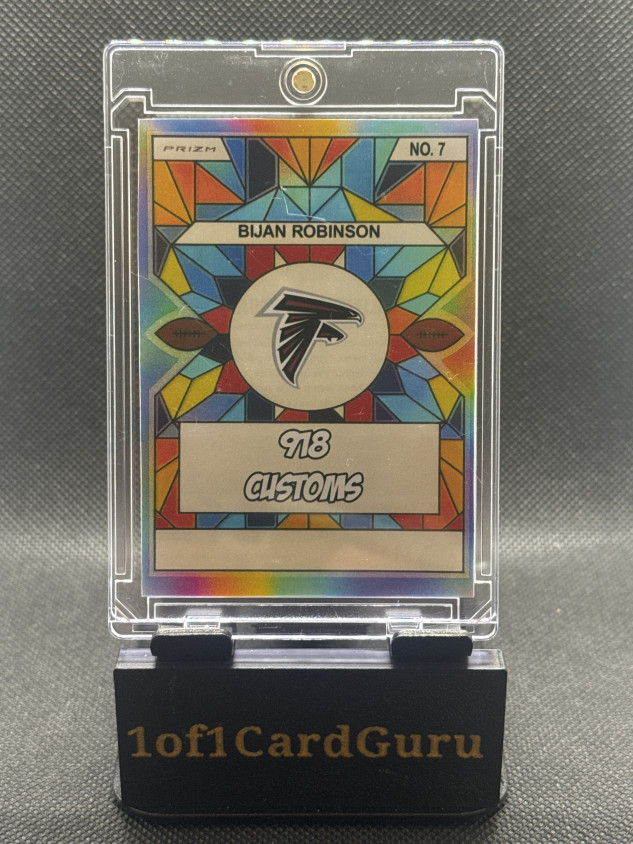 PRIZM
NO. 7
BIJAN ROBINSON
918
CUSTOMS
1of1CardGuru